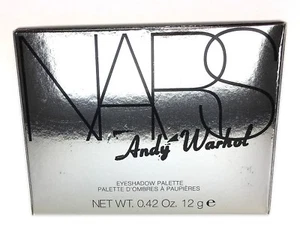 NARS
Andy Warhol
EYESHADOW PALETTE
PALETTE D'OMBRES À PAUPIÈRES
NET WT. 0.42 Oz. 12 g ℮